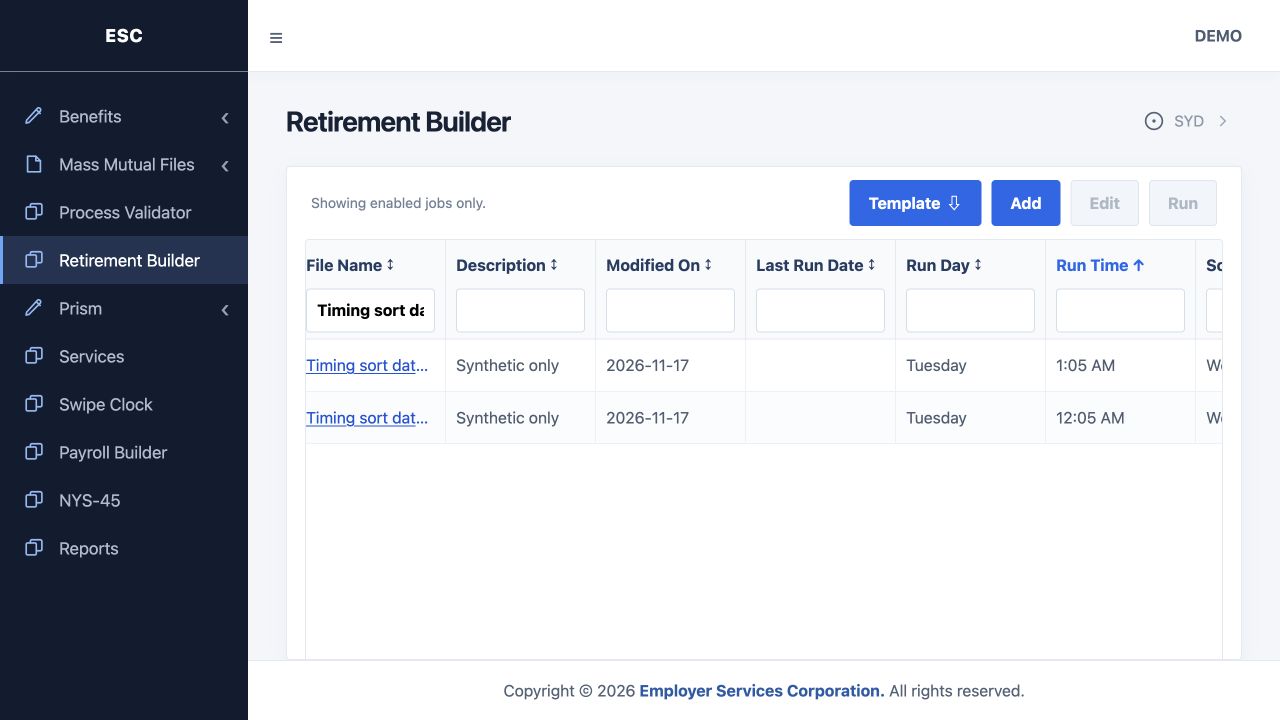 ESC
DEMO
Benefits
Mass Mutual Files
Process Validator
Retirement Builder
Prism
Services
Swipe Clock
Payroll Builder
NYS-45
Reports
Retirement Builder
SYD
Showing enabled jobs only.
Template
Add
Edit
Run
File Name Description Modified On Last Run Date Run Day Run Time Sc
Timing sort da
Timing sort dat... Synthetic only 2026-11-17 Tuesday 1:05 AM We
Timing sort dat... Synthetic only 2026-11-17 Tuesday 12:05 AM We
Copyright © 2026 Employer Services Corporation. All rights reserved.